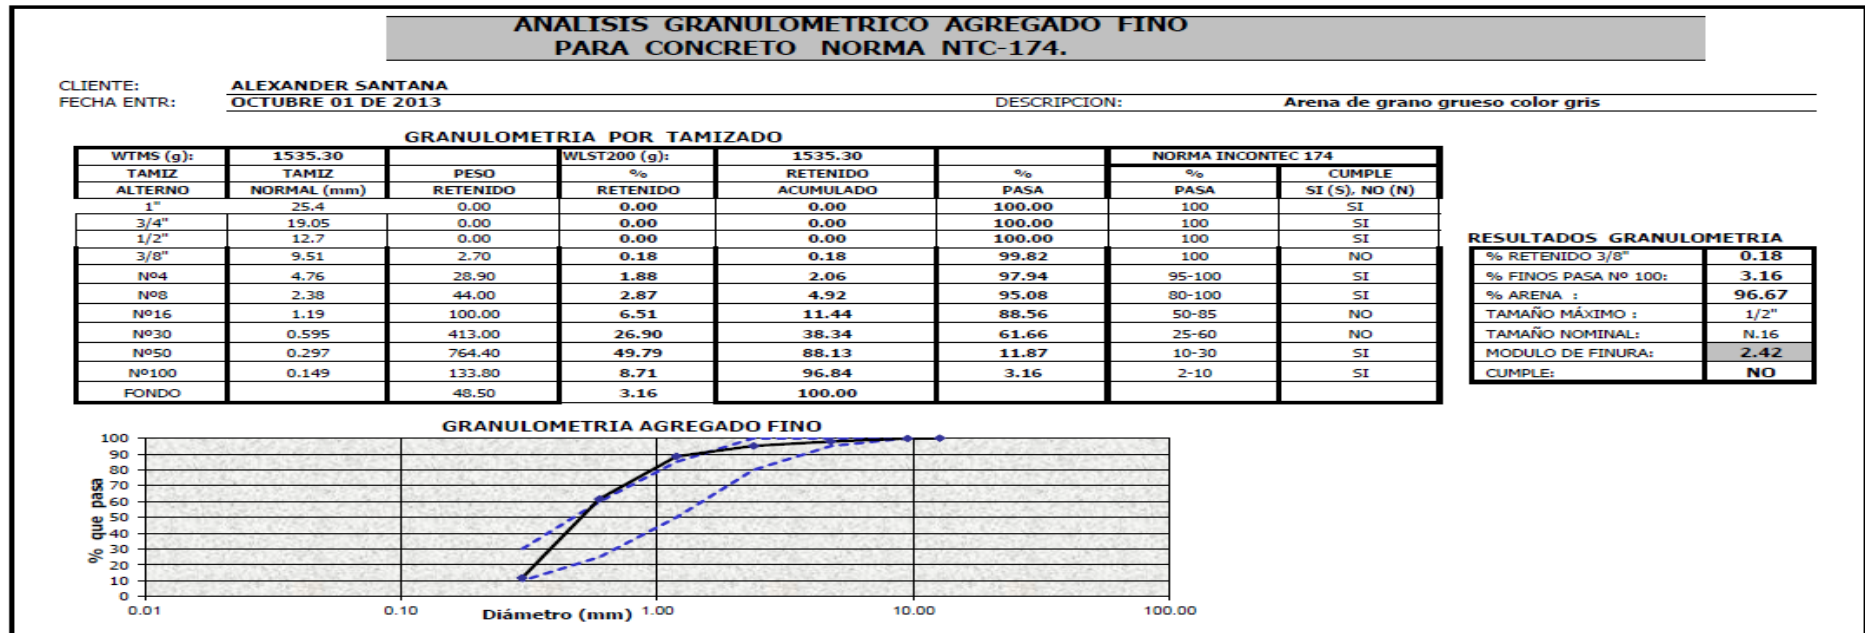 ANALISIS GRANULOMETRICO AGREGADO FINO
PARA CONCRETO NORMA NTC-174.
CLIENTE: ALEXANDER SANTANA
FECHA ENTR: OCTUBRE 01 DE 2013 DESCRIPCION: Arena de grano grueso color gris
GRANULOMETRIA POR TAMIZADO
WTMS (g): 1535.30 WLST200 (g): 1535.30 NORMA INCONTEC 174
TAMIZ TAMIZ PESO % RETENIDO % % CUMPLE
ALTERNO NORMAL (mm) RETENIDO RETENIDO ACUMULADO PASA PASA SI (S), NO (N)
1" 25.4 0.00 0.00 0.00 100.00 100 SI
3/4" 19.05 0.00 0.00 0.00 100.00 100 SI
1/2" 12.7 0.00 0.00 0.00 100.00 100 SI
3/8" 9.51 2.70 0.18 0.18 99.82 100 NO
Nº4 4.76 28.90 1.88 2.06 97.94 95-100 SI
Nº8 2.38 44.00 2.87 4.92 95.08 80-100 SI
Nº16 1.19 100.00 6.51 11.44 88.56 50-85 NO
Nº30 0.595 413.00 26.90 38.34 61.66 25-60 NO
Nº50 0.297 764.40 49.79 88.13 11.87 10-30 SI
Nº100 0.149 133.80 8.71 96.84 3.16 2-10 SI
FONDO 48.50 3.16 100.00
RESULTADOS GRANULOMETRIA
% RETENIDO 3/8" 0.18
% FINOS PASA Nº 100: 3.16
% ARENA : 96.67
TAMAÑO MÁXIMO : 1/2"
TAMAÑO NOMINAL: N.16
MODULO DE FINURA: 2.42
CUMPLE: NO
GRANULOMETRIA AGREGADO FINO
% que pasa
100
90
80
70
60
50
40
30
20
10
0
0.01 0.10 1.00 10.00 100.00
Diámetro (mm)